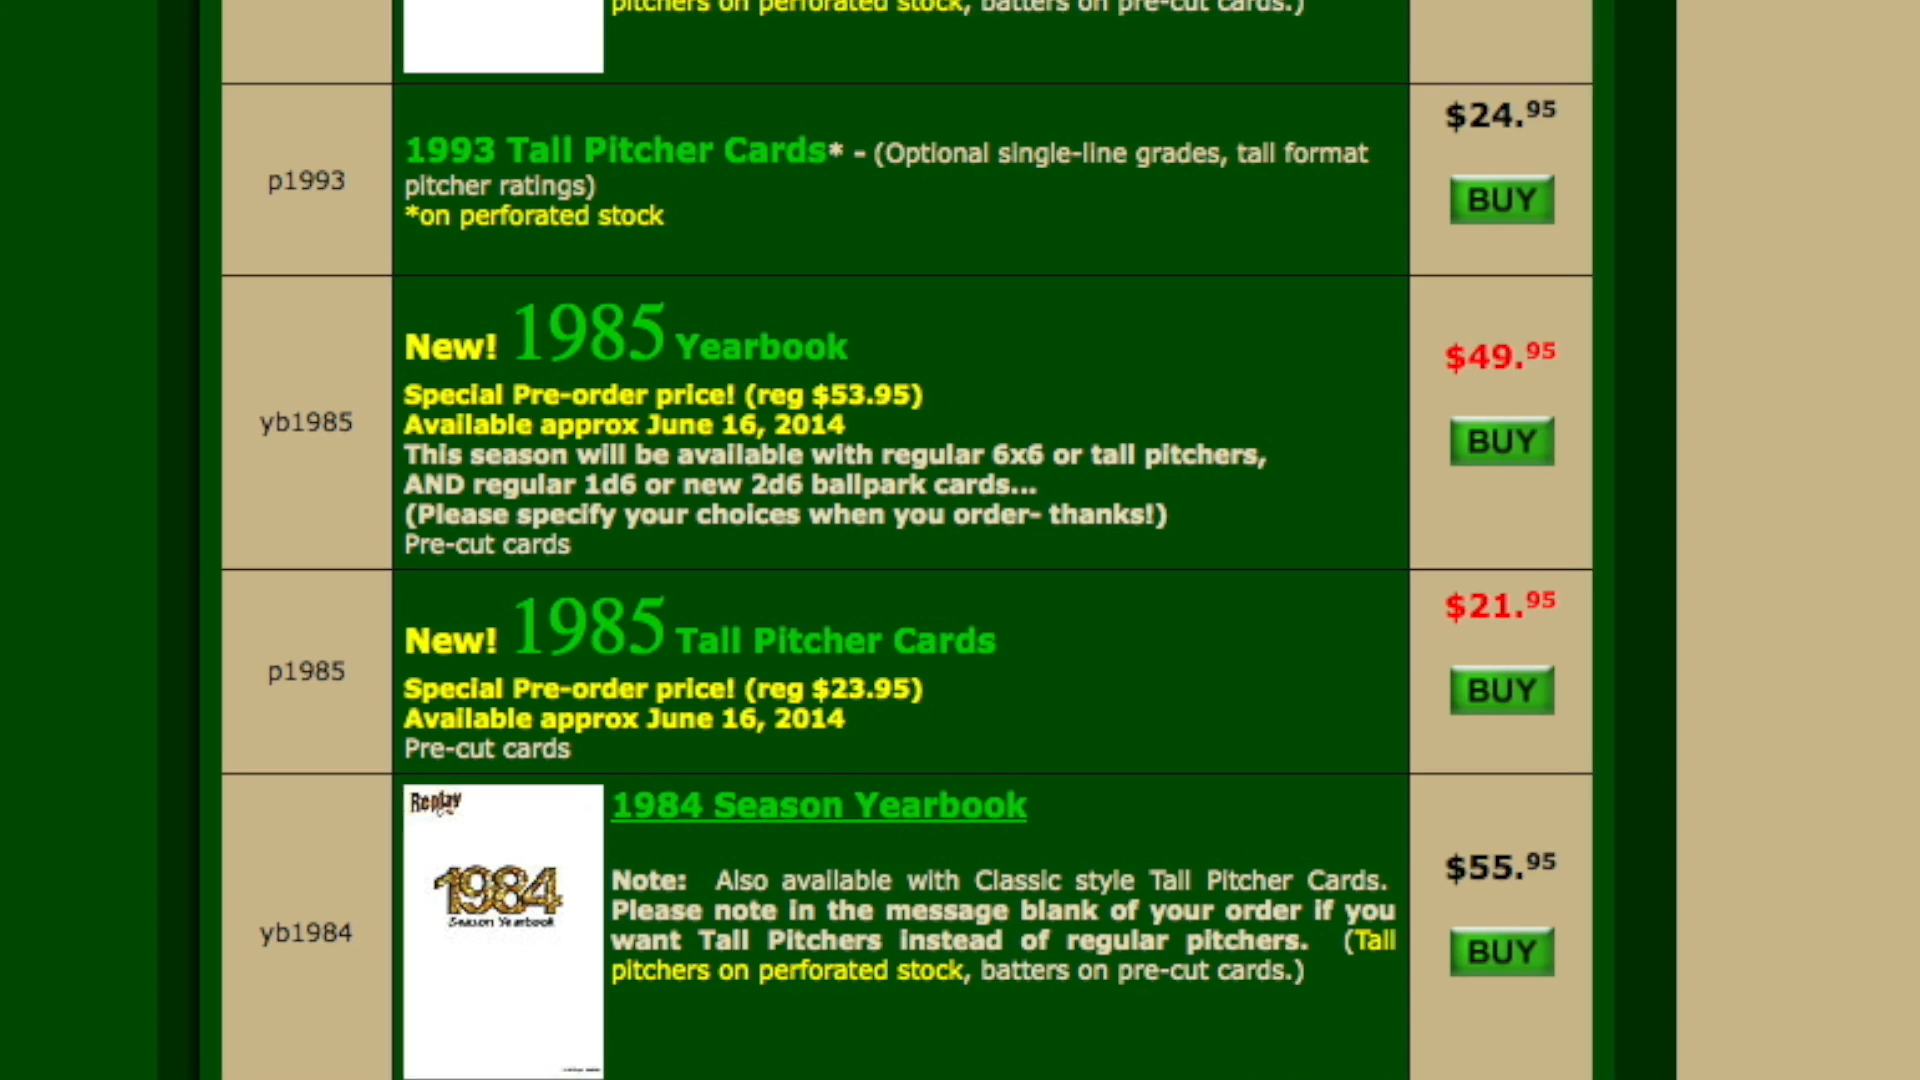 pitchers on perforated stock, batters on pre-cut cards.)
p1993
1993 Tall Pitcher Cards* - (Optional single-line grades, tall format
pitcher ratings)
*on perforated stock
$24.95
BUY
yb1985
New! 1985 Yearbook
Special Pre-order price! (reg $53.95)
Available approx June 16, 2014
This season will be available with regular 6x6 or tall pitchers,
AND regular 1d6 or new 2d6 ballpark cards...
(Please specify your choices when you order- thanks!)
Pre-cut cards
$49.95
BUY
p1985
New! 1985 Tall Pitcher Cards
Special Pre-order price! (reg $23.95)
Available approx June 16, 2014
Pre-cut cards
$21.95
BUY
yb1984
Replay
1984
Season Yearbook
1984 Season Yearbook
Note: Also available with Classic style Tall Pitcher Cards.
Please note in the message blank of your order if you
want Tall Pitchers instead of regular pitchers. (Tall
pitchers on perforated stock, batters on pre-cut cards.)
$55.95
BUY